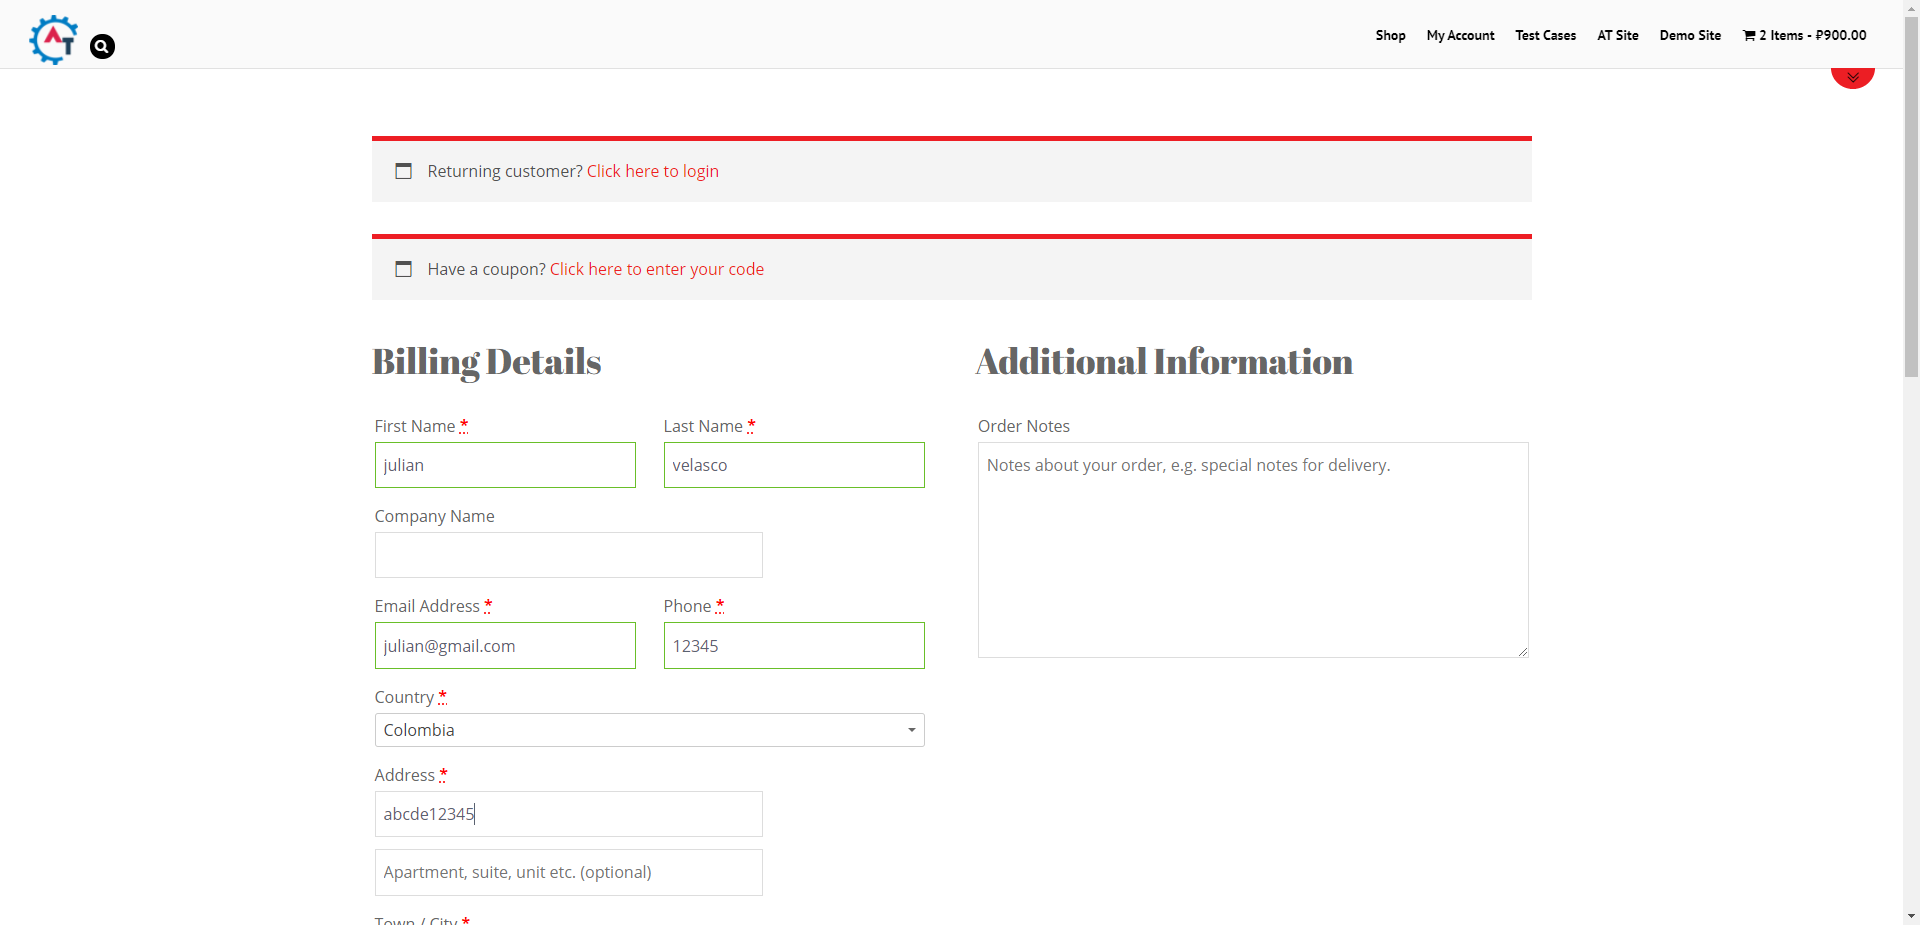 AT
Shop My Account Test Cases AT Site Demo Site 2 Items - ₽900.00
Returning customer? Click here to login
Have a coupon? Click here to enter your code
Billing Details
First Name *
julian
Last Name *
velasco
Company Name
Email Address *
julian@gmail.com
Phone *
12345
Country *
Colombia
Address *
abcde12345
Apartment, suite, unit etc. (optional)
Town / City *
Additional Information
Order Notes
Notes about your order, e.g. special notes for delivery.